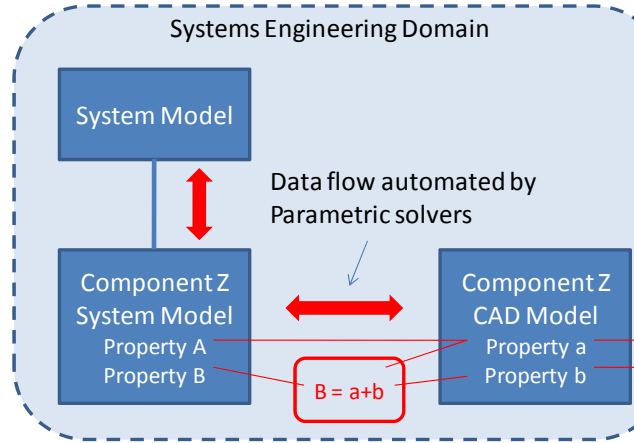 Systems Engineering Domain
System Model
Data flow automated by
Parametric solvers
Component Z
System Model
Property A
Property B
Component Z
CAD Model
Property a
Property b
B = a+b